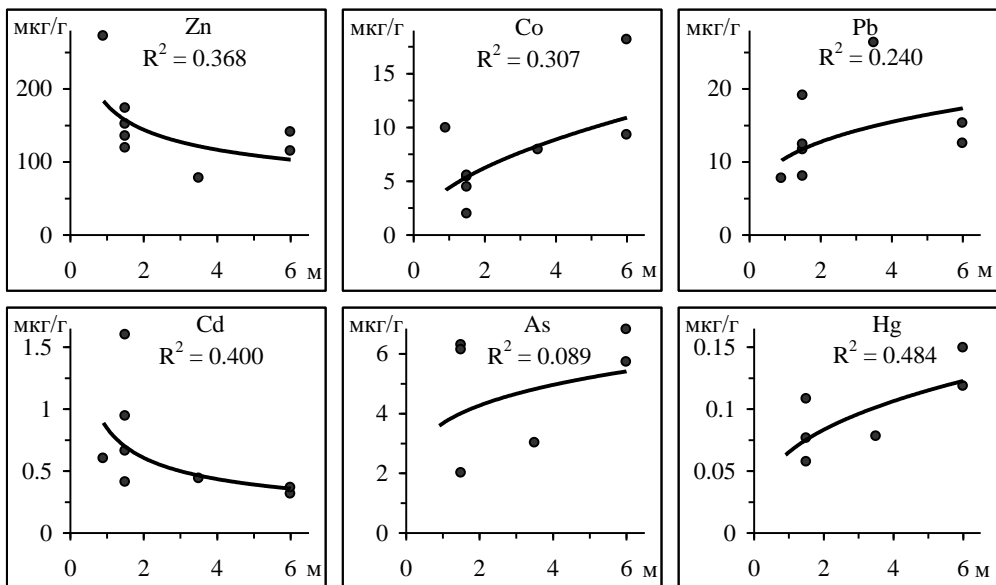 мкг/г
Zn
R² = 0.368
200
100
0
0 2 4 6 м
мкг/г
Co
R² = 0.307
15
10
5
0
0 2 4 6 м
мкг/г
Pb
R² = 0.240
20
10
0
0 2 4 6 м
мкг/г
Cd
R² = 0.400
1.5
1
0.5
0
0 2 4 6 м
мкг/г
As
R² = 0.089
6
4
2
0
0 2 4 6 м
мкг/г
Hg
R² = 0.484
0.15
0.1
0.05
0
0 2 4 6 м